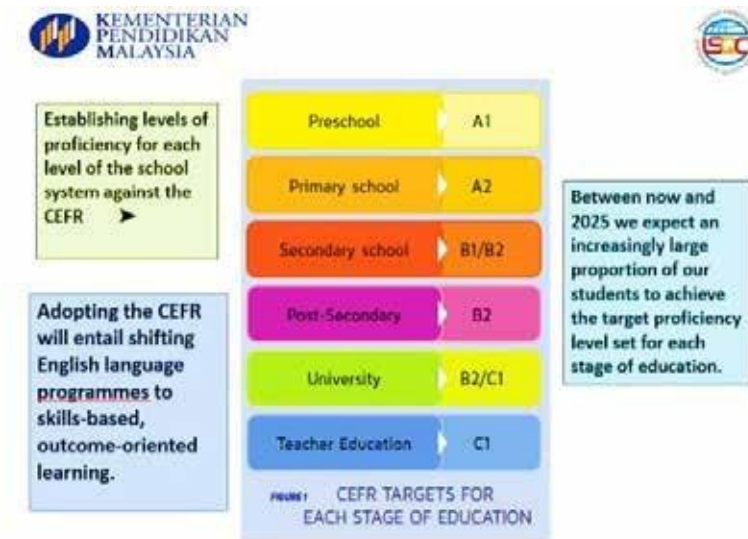 KEMENTERIAN
PENDIDIKAN
MALAYSIA
Establishing levels of
proficiency for each
level of the school
system against the
CEFR ➤
Adopting the CEFR
will entail shifting
English language
programmes to
skills-based,
outcome-oriented
learning.
Preschool A1
Primary school A2
Secondary school B1/B2
Post-Secondary B2
University B2/C1
Teacher Education C1
FIGURE 1 CEFR TARGETS FOR
EACH STAGE OF EDUCATION
Between now and
2025 we expect an
increasingly large
proportion of our
students to achieve
the target proficiency
level set for each
stage of education.